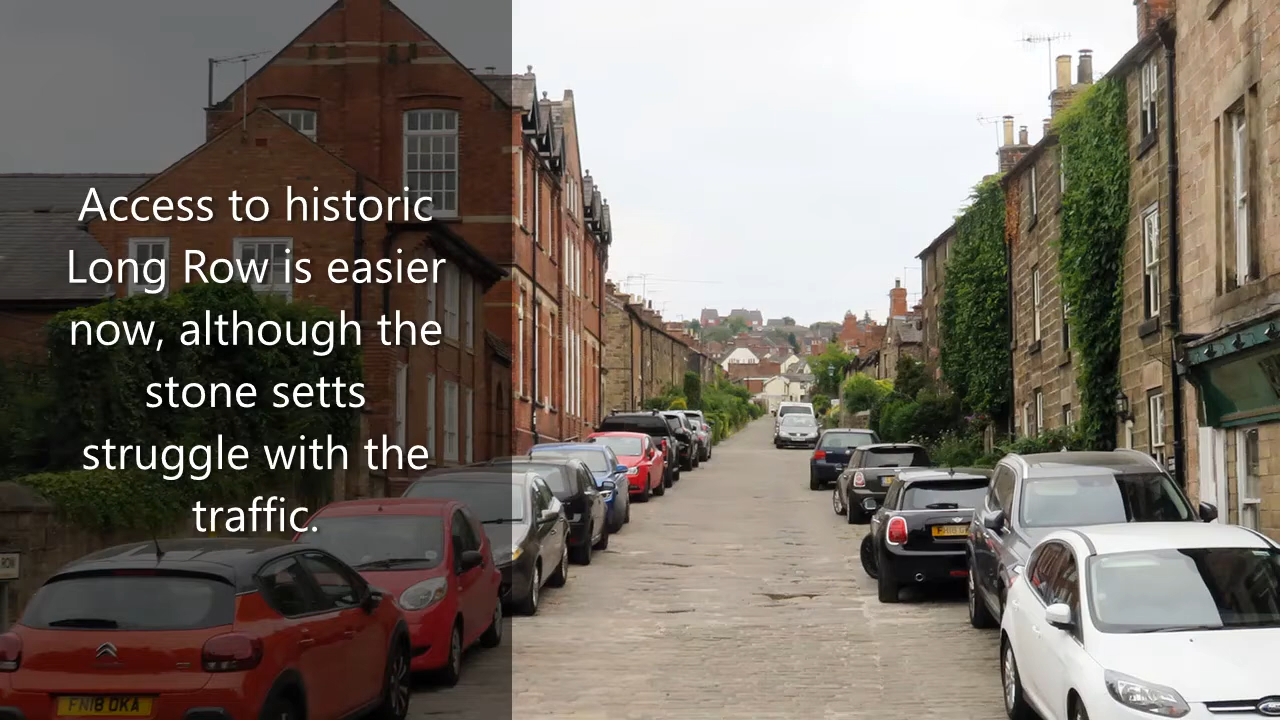 Access to historic
Long Row is easier
now, although the
stone setts
struggle with the
traffic.
FN18 DKA